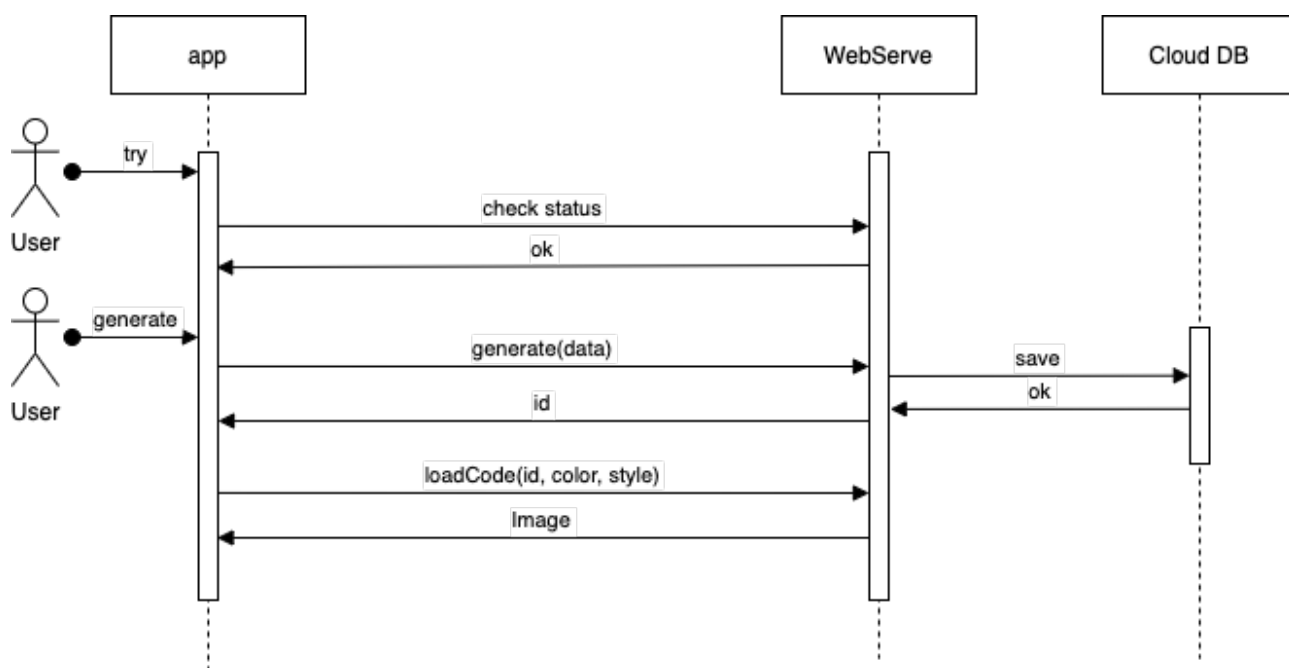 app
WebServe
Cloud DB
try
User
check status
ok
generate
User
generate(data)
save
ok
id
loadCode(id, color, style)
Image